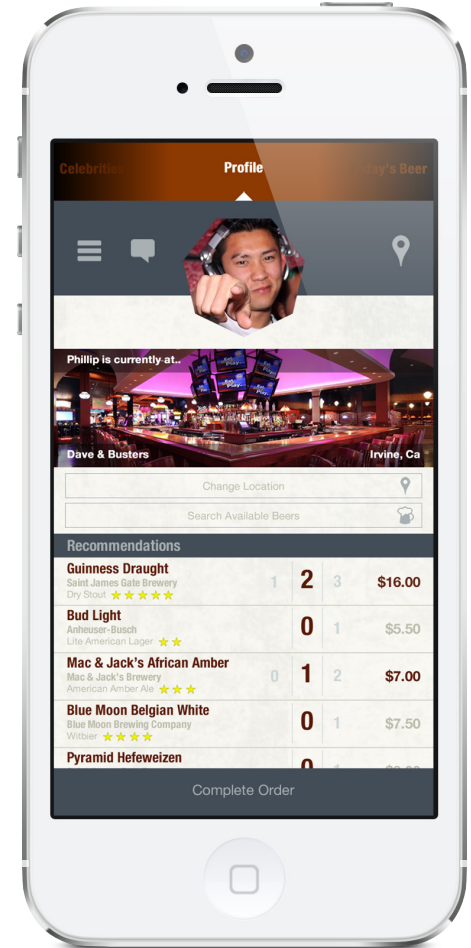 Celebritie
Profile
ay's Beer
Phillip is currently at..
Dave & Busters
Irvine, Ca
Change Location
Search Available Beers
Recommendations
Guinness Draught
Saint James Gate Brewery
Dry Stout
1 2 3 $16.00
Bud Light
Anheuser-Busch
Lite American Lager
0 1 $5.50
Mac & Jack's African Amber
Mac & Jack's Brewery
American Amber Ale
0 1 2 $7.00
Blue Moon Belgian White
Blue Moon Brewing Company
Witbier
0 1 $7.50
Pyramid Hefeweizen
Complete Order